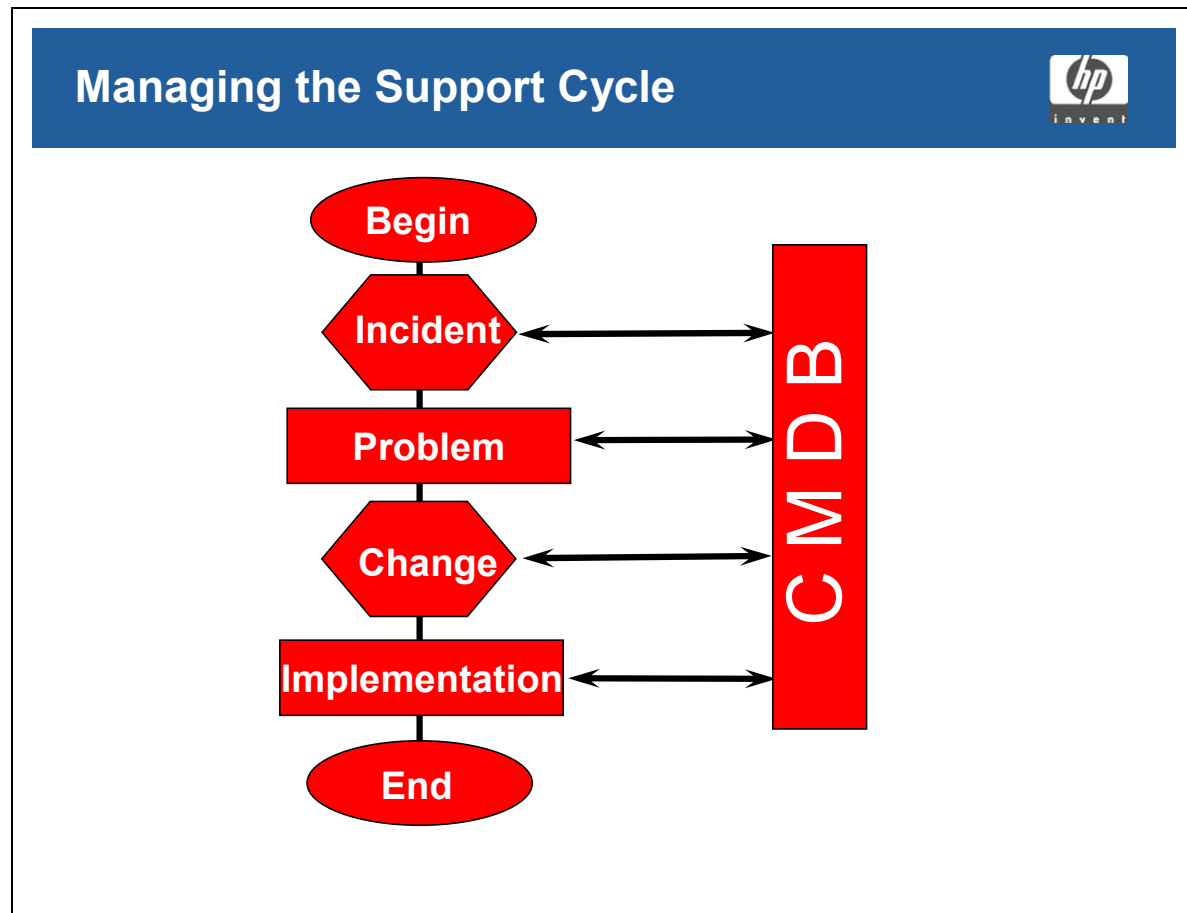 Managing the Support Cycle
hp
invent
Begin
Incident
Problem
Change
Implementation
End
C M D B